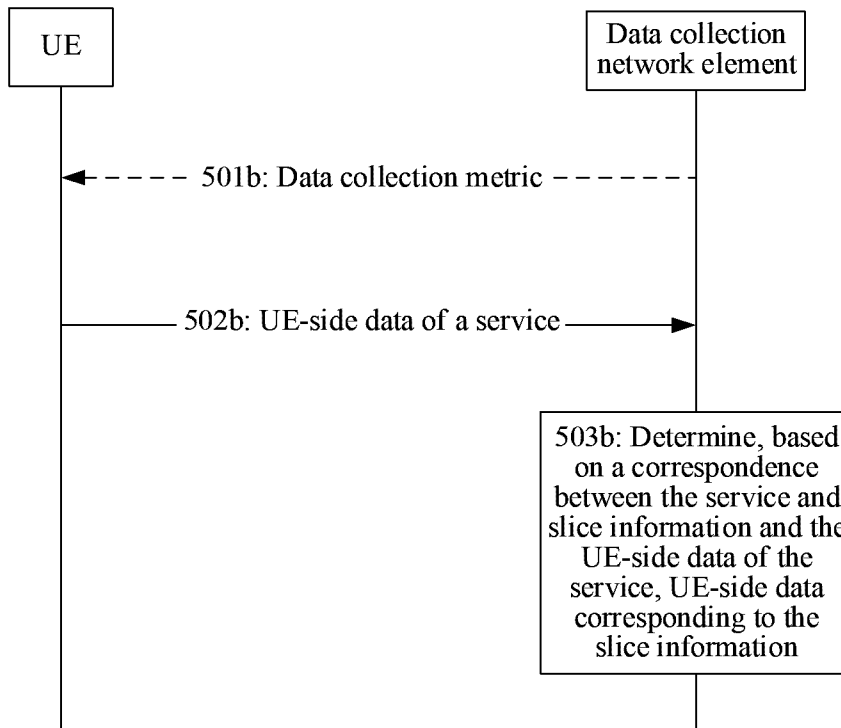 UE
Data collection
network element
501b: Data collection metric
502b: UE-side data of a service
503b: Determine, based
on a correspondence
between the service and
slice information and the
UE-side data of the
service, UE-side data
corresponding to the
slice information